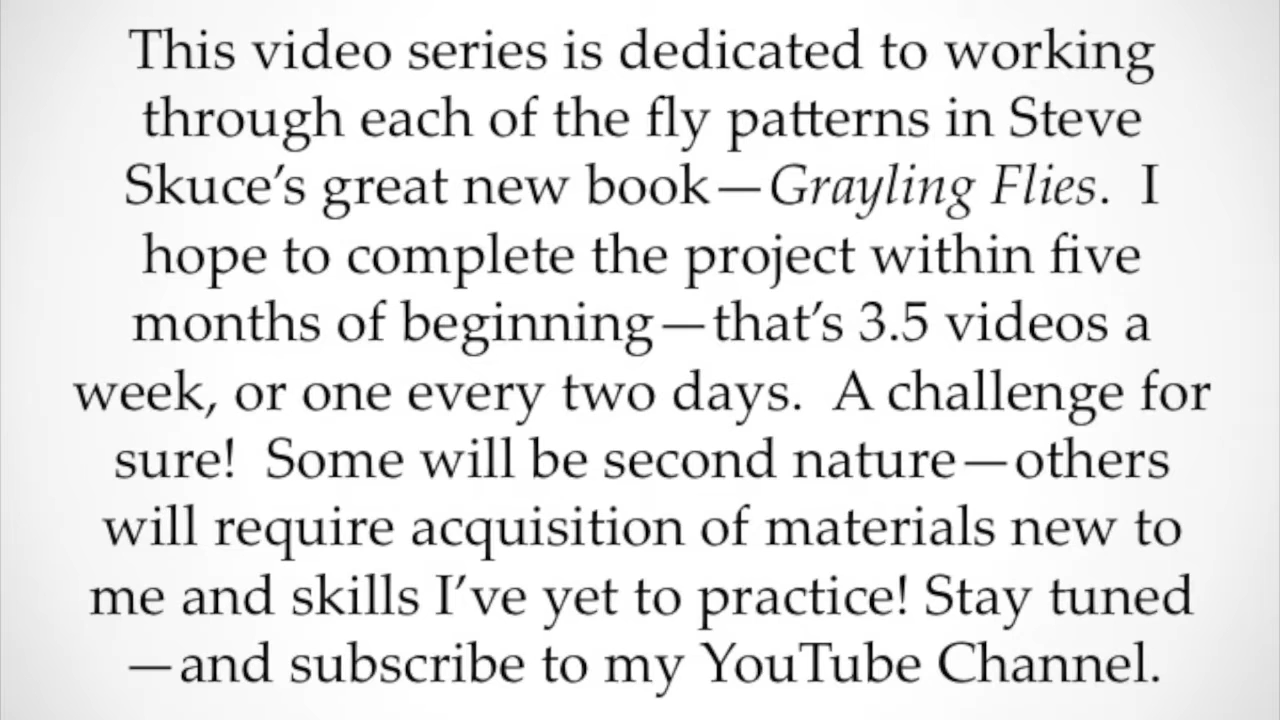 This video series is dedicated to working
through each of the fly patterns in Steve
Skuce's great new book—Grayling Flies.  I
hope to complete the project within five
months of beginning—that's 3.5 videos a
week, or one every two days.  A challenge for
sure!  Some will be second nature—others
will require acquisition of materials new to
me and skills I've yet to practice! Stay tuned
—and subscribe to my YouTube Channel.